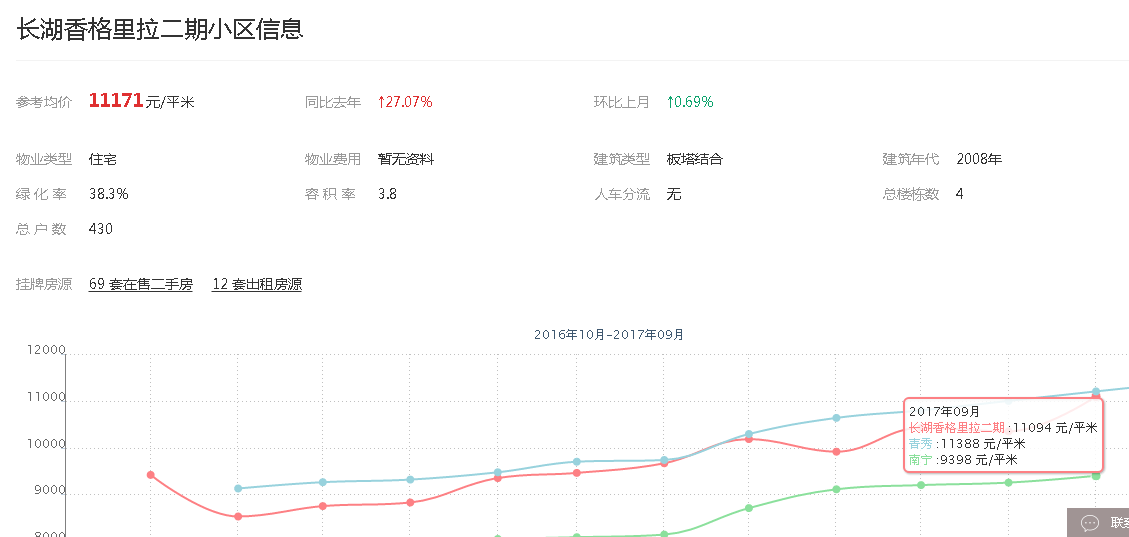 长湖香格里拉二期小区信息
参考均价 11171元/平米 同比去年 ↑27.07% 环比上月 ↑0.69%
物业类型 住宅 物业费用 暂无资料 建筑类型 板塔结合 建筑年代 2008年
绿 化 率 38.3% 容 积 率 3.8 人车分流 无 总楼栋数 4
总 户 数 430
挂牌房源 69 套在售二手房 12 套出租房源
2016年10月-2017年09月
12000
11000
2017年09月
长湖香格里拉二期 :11094 元/平米
10000
青秀 :11388 元/平米
南宁 :9398 元/平米
9000
联
8000